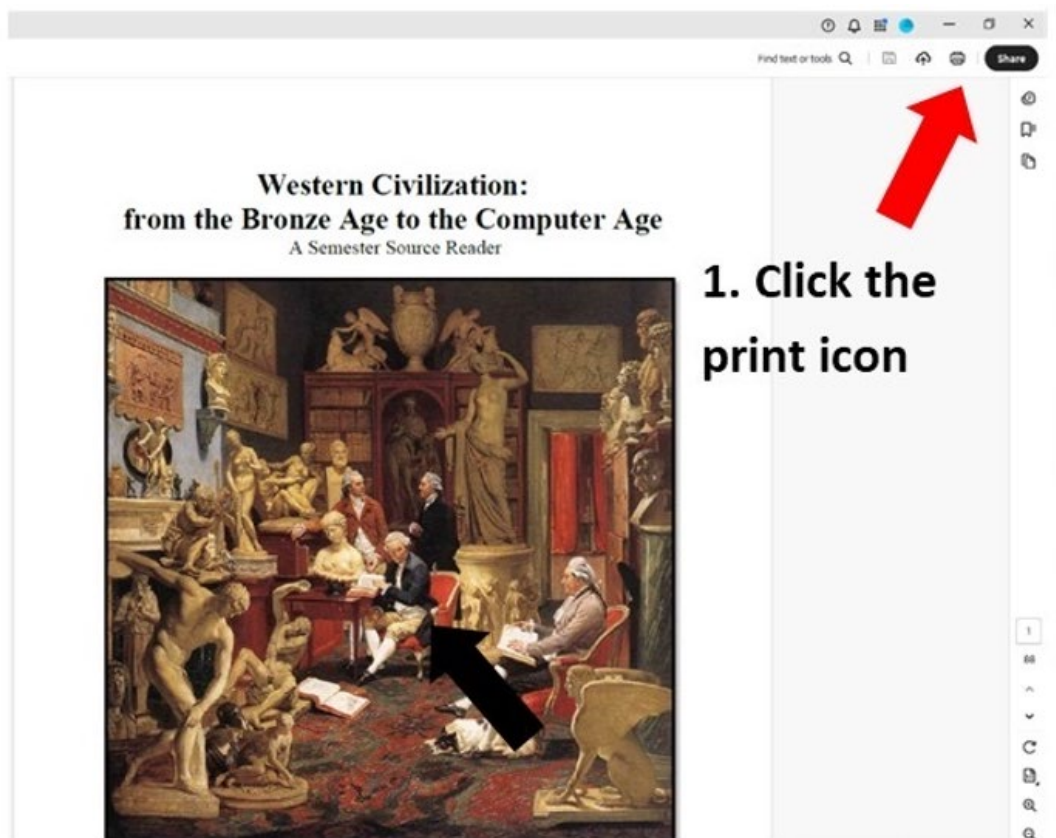 Find text or tools
Share
Western Civilization:
from the Bronze Age to the Computer Age
A Semester Source Reader
1. Click the
print icon
1